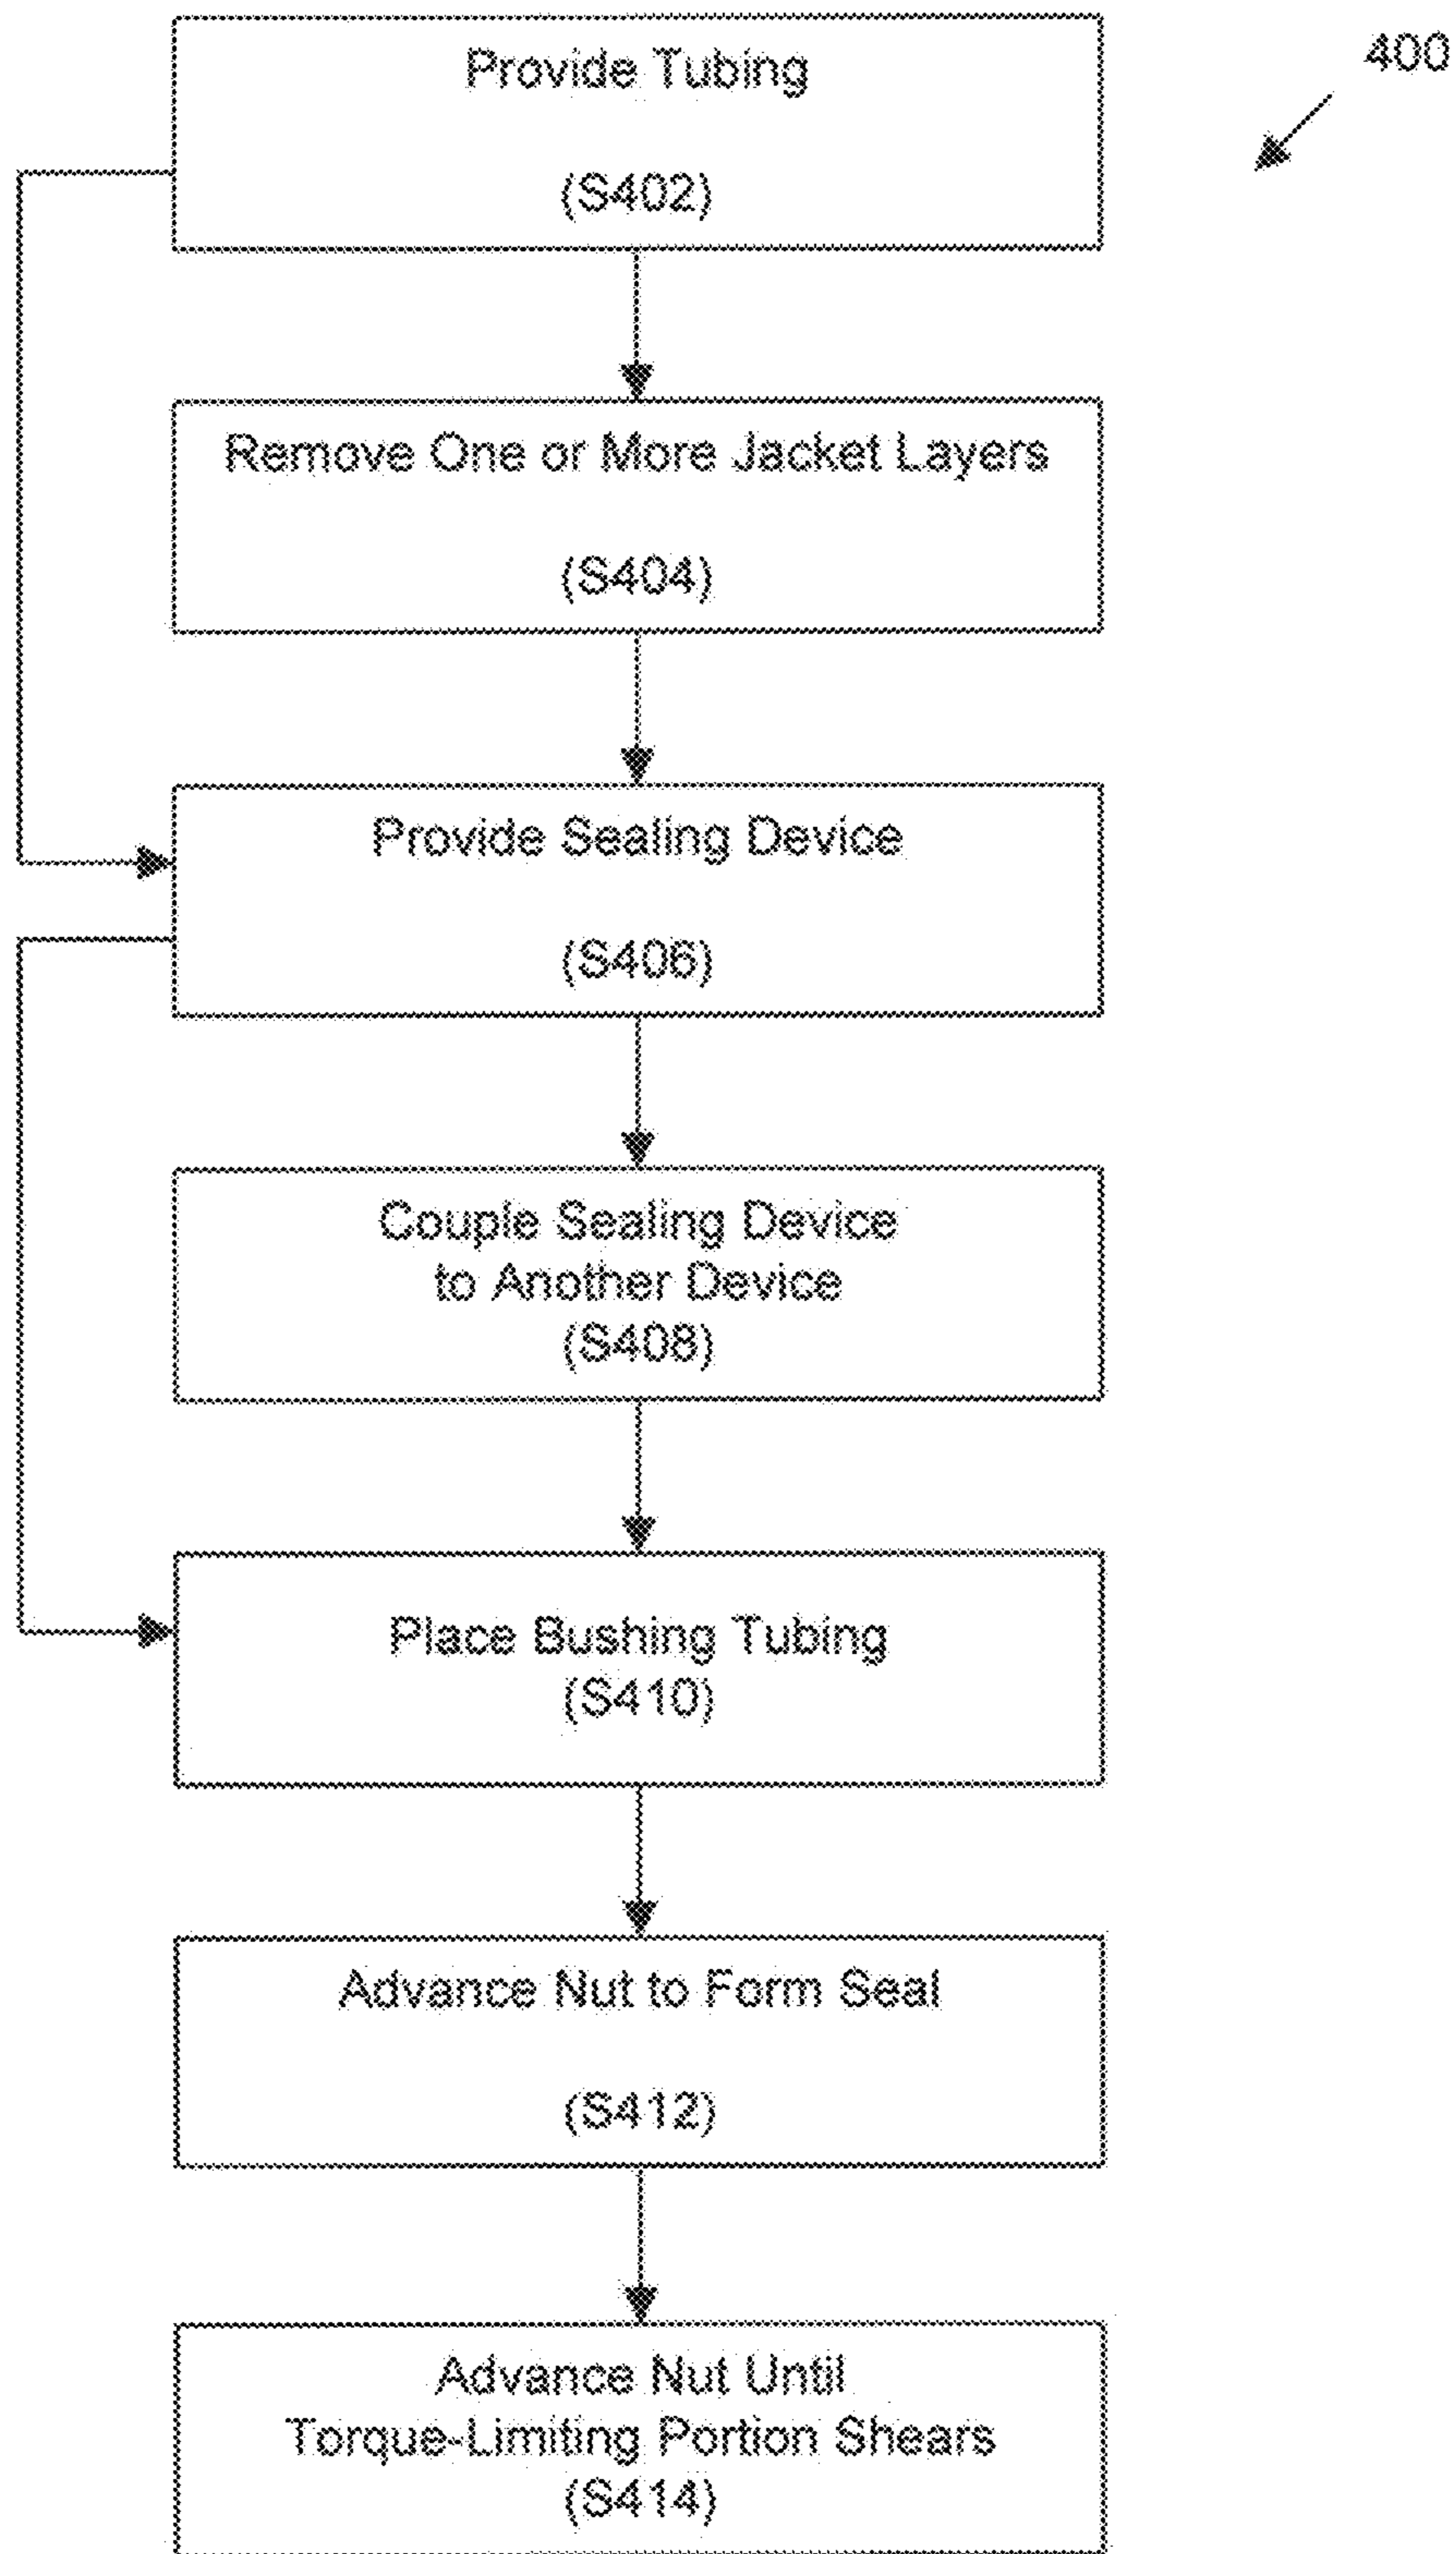 400
Provide Tubing
(S402)
Remove One or More Jacket Layers
(S404)
Provide Sealing Device
(S406)
Couple Sealing Device
to Another Device
(S408)
Place Bushing Tubing
(S410)
Advance Nut to Form Seal
(S412)
Advance Nut Until
Torque-Limiting Portion Shears
(S414)